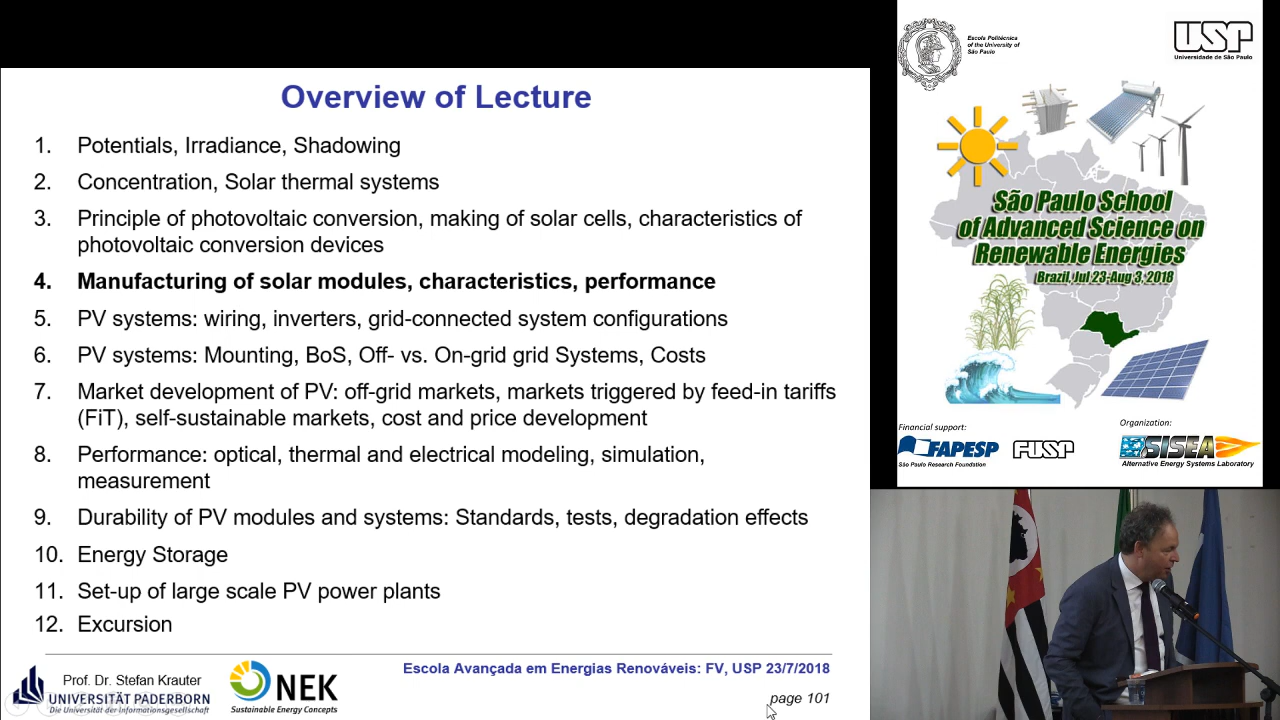 Overview of Lecture
1. Potentials, Irradiance, Shadowing
2. Concentration, Solar thermal systems
3. Principle of photovoltaic conversion, making of solar cells, characteristics of
photovoltaic conversion devices
4. Manufacturing of solar modules, characteristics, performance
5. PV systems: wiring, inverters, grid-connected system configurations
6. PV systems: Mounting, BoS, Off- vs. On-grid grid Systems, Costs
7. Market development of PV: off-grid markets, markets triggered by feed-in tariffs
(FiT), self-sustainable markets, cost and price development
8. Performance: optical, thermal and electrical modeling, simulation,
measurement
9. Durability of PV modules and systems: Standards, tests, degradation effects
10. Energy Storage
11. Set-up of large scale PV power plants
12. Excursion
Prof. Dr. Stefan Krauter
UNIVERSITÄT PADERBORN
Die Universität der Informationsgesellschaft
NEK
Sustainable Energy Concepts
Escola Avançada em Energias Renováveis: FV, USP 23/7/2018
page 101
Escola Politécnica
of the University of
São Paulo
USP
Universidade de São Paulo
São Paulo School
of Advanced Science on
Renewable Energies
Brazil, Jul 23-Aug 3, 2018
Financial support:
FAPESP
São Paulo Research Foundation
FUSP
Organization:
SISEA
Alternative Energy Systems Laboratory